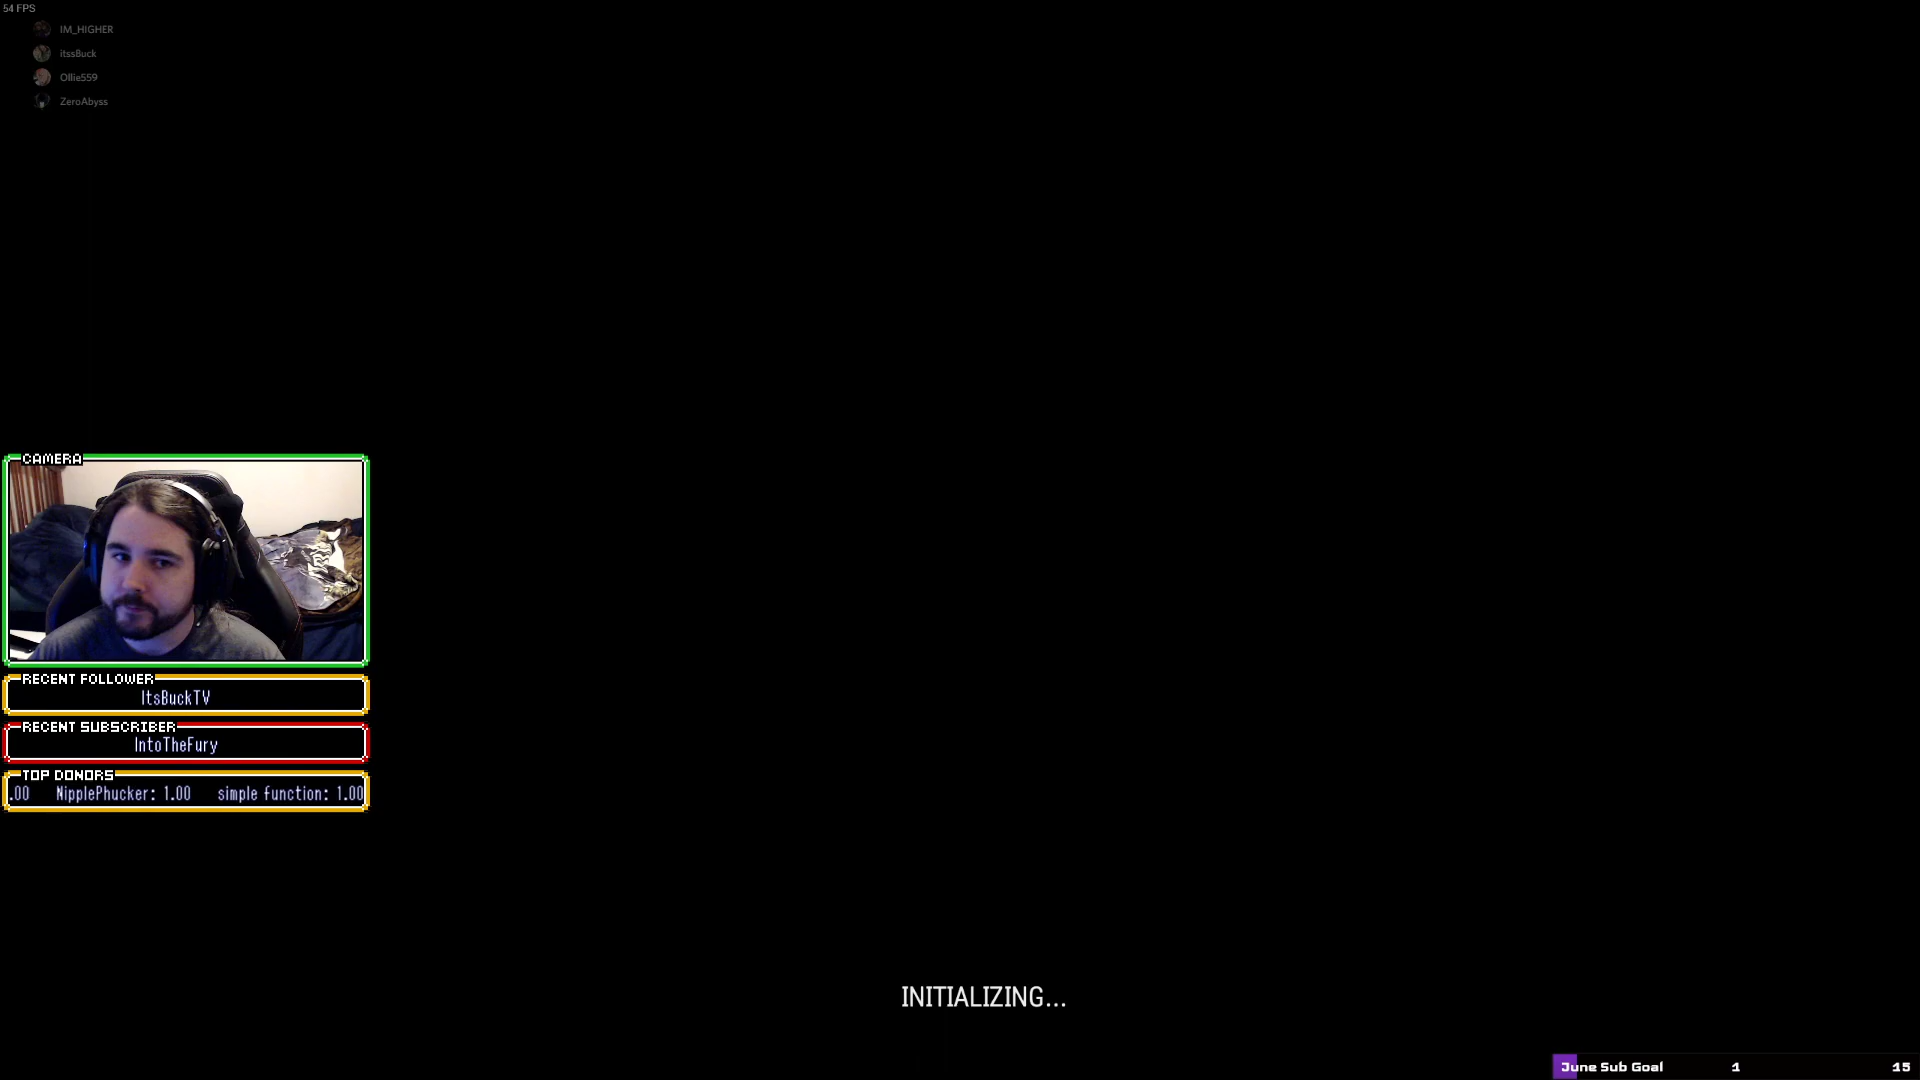 54 FPS
IM_HIGHER
itssBuck
Ollie559
ZeroAbyss
CAMERA
RECENT FOLLOWER
ItsBuckTV
RECENT SUBSCRIBER
IntoTheFury
TOP DONORS
.00 NipplePhucker: 1.00 simple function: 1.00
INITIALIZING...
June Sub Goal 1 15